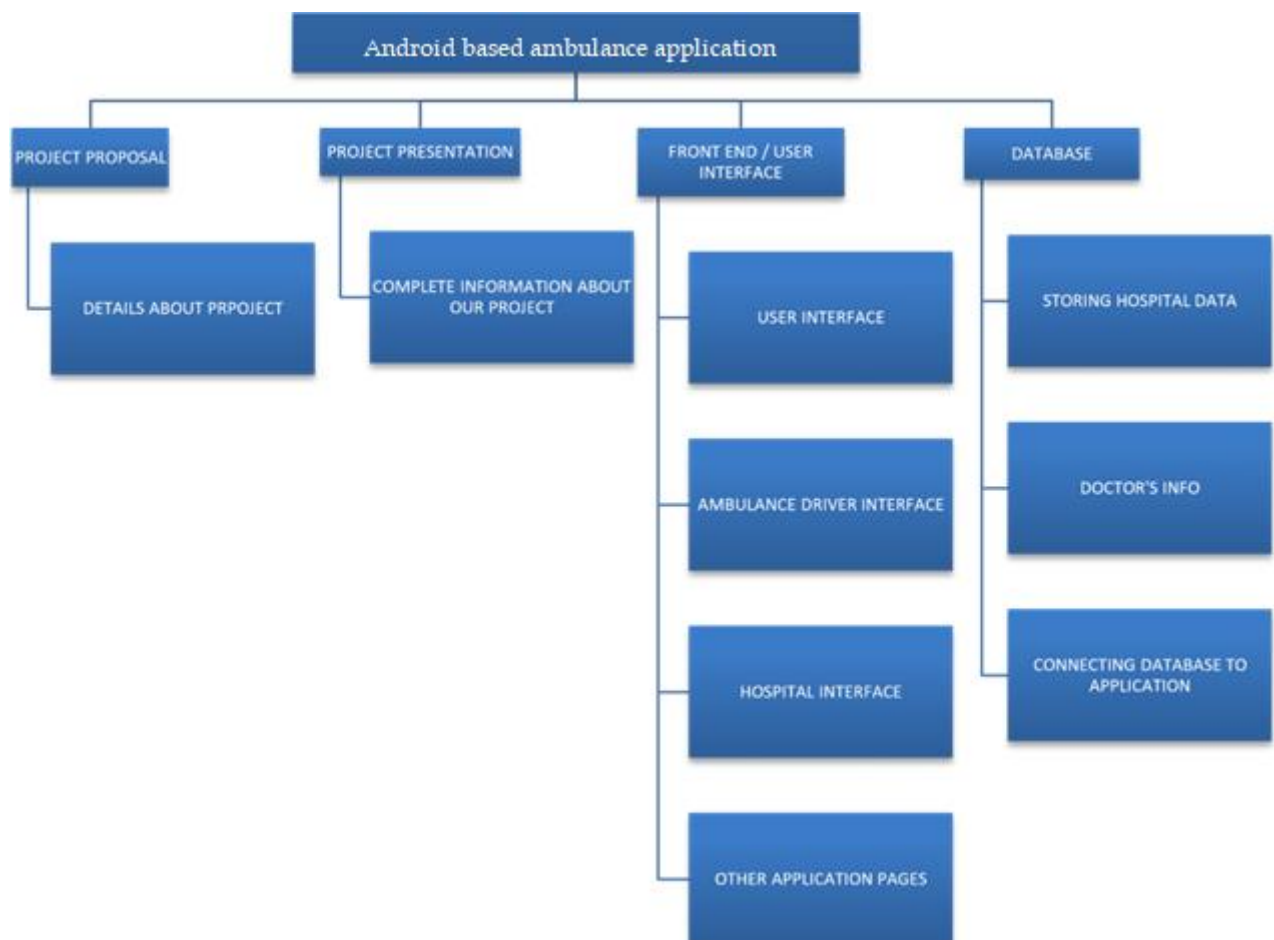 Android based ambulance application
PROJECT PROPOSAL
PROJECT PRESENTATION
FRONT END / USER
INTERFACE
DATABASE
DETAILS ABOUT PRPOJECT
COMPLETE INFORMATION ABOUT
OUR PROJECT
USER INTERFACE
AMBULANCE DRIVER INTERFACE
HOSPITAL INTERFACE
OTHER APPLICATION PAGES
STORING HOSPITAL DATA
DOCTOR'S INFO
CONNECTING DATABASE TO
APPLICATION